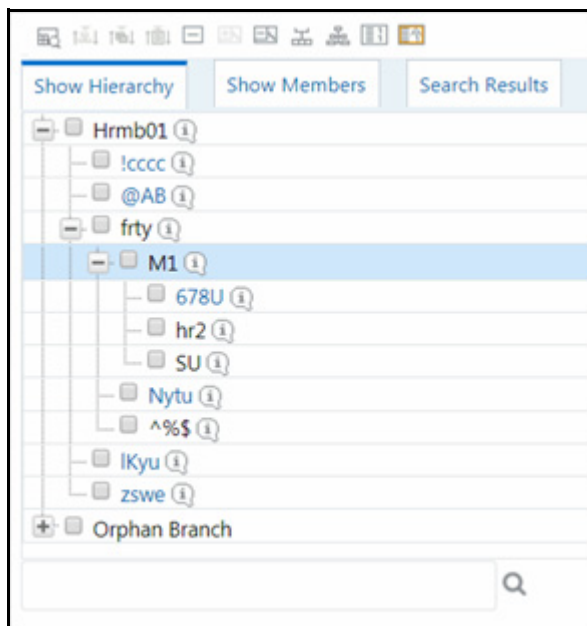 Show Hierarchy Show Members Search Results
Hrmb01
!cccc
@AB
frty
M1
678U
hr2
SU
Nytu
^%$
lKyu
zswe
Orphan Branch